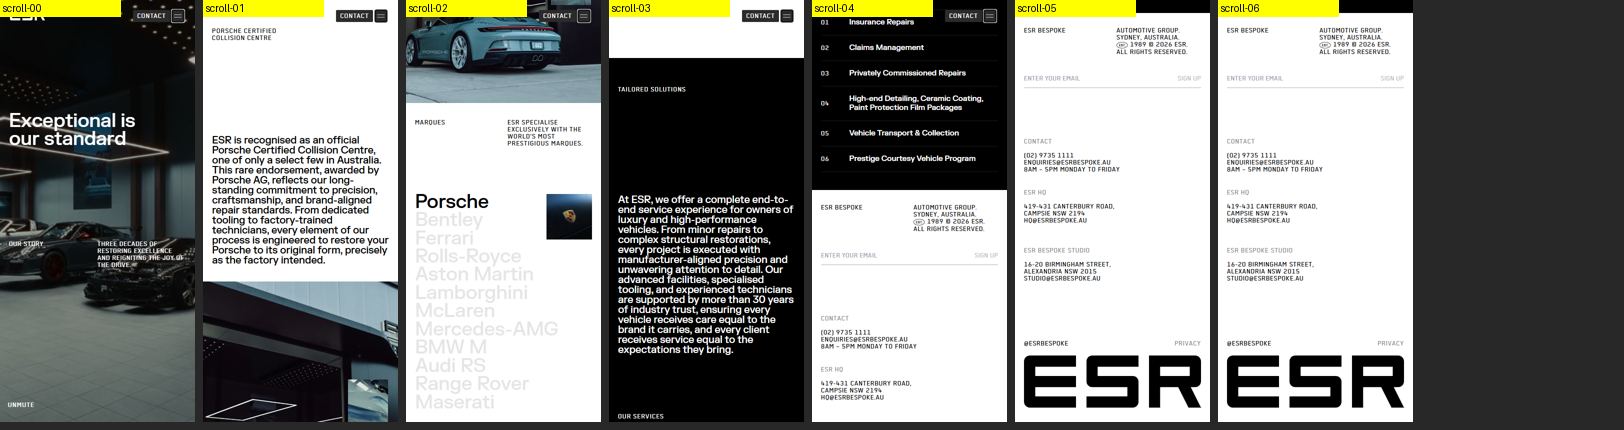 scroll-00
ESR
CONTACT
Exceptional is
our standard
OUR STORY
THREE DECADES OF
RESTORING EXCELLENCE
AND REIGNITING THE JOY OF
THE DRIVE.
UNMUTE
scroll-01
CONTACT
PORSCHE CERTIFIED
COLLISION CENTRE
ESR is recognised as an official
Porsche Certified Collision Centre,
one of only a select few in Australia.
This rare endorsement, awarded by
Porsche AG, reflects our long-
standing commitment to precision,
craftsmanship, and brand-aligned
repair standards. From dedicated
tooling to factory-trained
technicians, every element of our
process is engineered to restore your
Porsche to its original form, precisely
as the factory intended.
scroll-02
CONTACT
PORSCHE
MARQUES
ESR SPECIALISE
EXCLUSIVELY WITH THE
WORLD'S MOST
PRESTIGIOUS MARQUES.
Porsche
Bentley
Ferrari
Rolls-Royce
Aston Martin
Lamborghini
McLaren
Mercedes-AMG
BMW M
Audi RS
Range Rover
Maserati
scroll-03
CONTACT
TAILORED SOLUTIONS
At ESR, we offer a complete end-to-
end service experience for owners of
luxury and high-performance
vehicles. From minor repairs to
complex structural restorations,
every project is executed with
manufacturer-aligned precision and
unwavering attention to detail. Our
advanced facilities, specialised
tooling, and experienced technicians
are supported by more than 30 years
of industry trust, ensuring every
vehicle receives care equal to the
brand it carries, and every client
receives service equal to the
expectations they bring.
OUR SERVICES
scroll-04
CONTACT
01 Insurance Repairs
02 Claims Management
03 Privately Commissioned Repairs
04 High-end Detailing, Ceramic Coating,
Paint Protection Film Packages
05 Vehicle Transport & Collection
06 Prestige Courtesy Vehicle Program
ESR BESPOKE
AUTOMOTIVE GROUP.
SYDNEY, AUSTRALIA.
1989 © 2026 ESR.
ALL RIGHTS RESERVED.
ENTER YOUR EMAIL
SIGN UP
CONTACT
(02) 9735 1111
ENQUIRIES@ESRBESPOKE.AU
8AM – 5PM MONDAY TO FRIDAY
ESR HQ
419-431 CANTERBURY ROAD,
CAMPSIE NSW 2194
HQ@ESRBESPOKE.AU
scroll-05
ESR BESPOKE
AUTOMOTIVE GROUP.
SYDNEY, AUSTRALIA.
1989 © 2026 ESR.
ALL RIGHTS RESERVED.
ENTER YOUR EMAIL
SIGN UP
CONTACT
(02) 9735 1111
ENQUIRIES@ESRBESPOKE.AU
8AM – 5PM MONDAY TO FRIDAY
ESR HQ
419-431 CANTERBURY ROAD,
CAMPSIE NSW 2194
HQ@ESRBESPOKE.AU
ESR BESPOKE STUDIO
16-20 BIRMINGHAM STREET,
ALEXANDRIA NSW 2015
STUDIO@ESRBESPOKE.AU
@ESRBESPOKE
PRIVACY
ESR
scroll-06
ESR BESPOKE
AUTOMOTIVE GROUP.
SYDNEY, AUSTRALIA.
1989 © 2026 ESR.
ALL RIGHTS RESERVED.
ENTER YOUR EMAIL
SIGN UP
CONTACT
(02) 9735 1111
ENQUIRIES@ESRBESPOKE.AU
8AM – 5PM MONDAY TO FRIDAY
ESR HQ
419-431 CANTERBURY ROAD,
CAMPSIE NSW 2194
HQ@ESRBESPOKE.AU
ESR BESPOKE STUDIO
16-20 BIRMINGHAM STREET,
ALEXANDRIA NSW 2015
STUDIO@ESRBESPOKE.AU
@ESRBESPOKE
PRIVACY
ESR